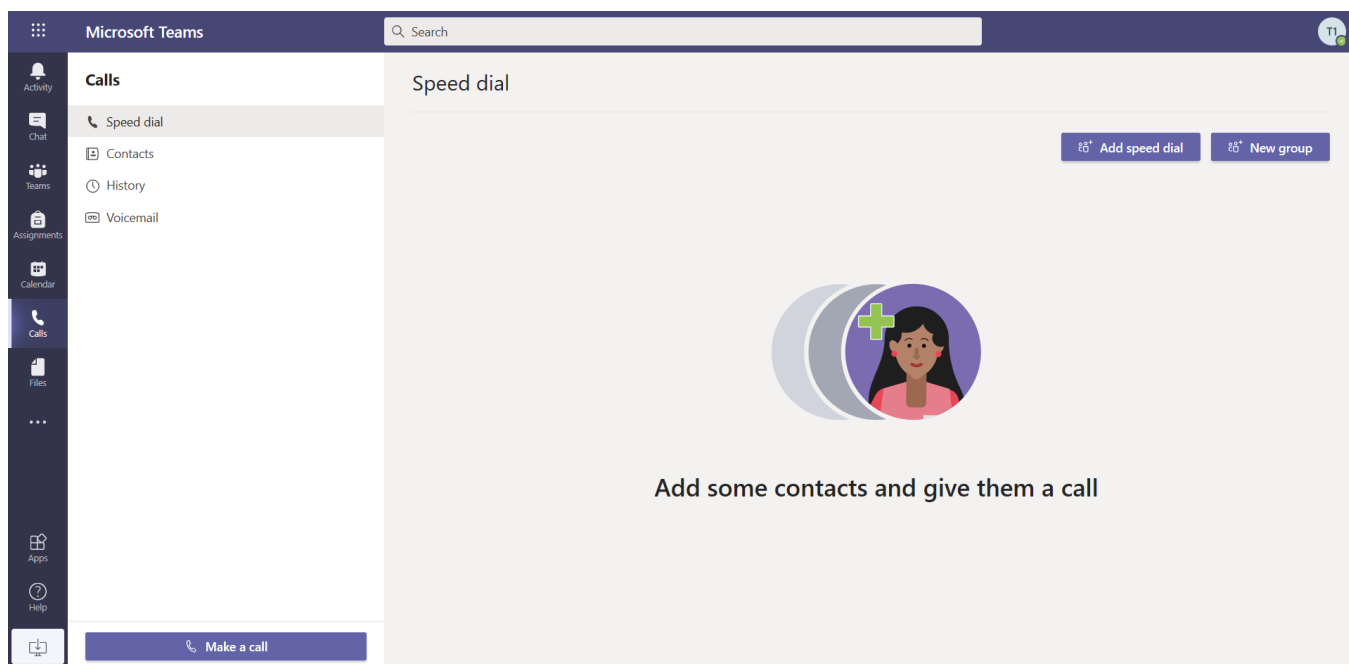 Microsoft Teams
Search
T1
Activity
Chat
Teams
Assignments
Calendar
Calls
Files
Apps
Help
Calls
Speed dial
Contacts
History
Voicemail
Make a call
Speed dial
Add speed dial
New group
Add some contacts and give them a call